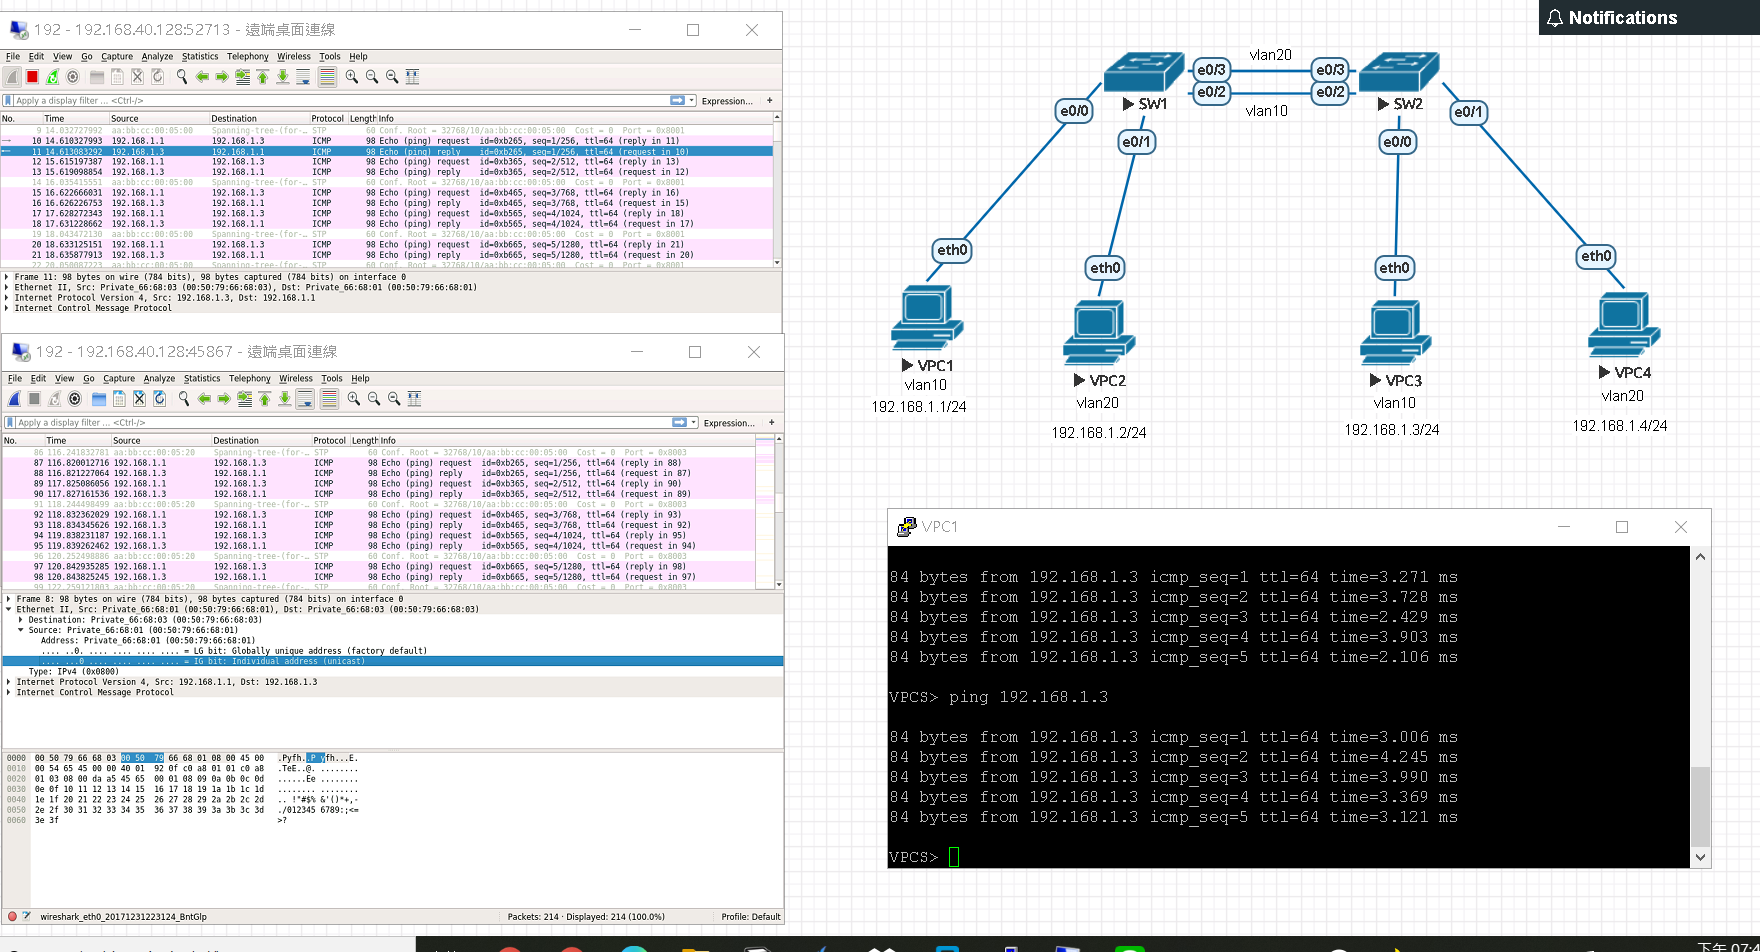 192 - 192.168.40.128:52713 - 遠端桌面連線
File Edit View Go Capture Analyze Statistics Telephony Wireless Tools Help
Apply a display filter ... <Ctrl-/> Expression... +
No. Time Source Destination Protocol Length Info
9 14.032727992 aa:bb:cc:00:05:00 Spanning-tree-(for-… STP 60 Conf. Root = 32768/10/aa:bb:cc:00:05:00 Cost = 0 Port = 0x8001
10 14.610327993 192.168.1.1 192.168.1.3 ICMP 98 Echo (ping) request id=0xb265, seq=1/256, ttl=64 (reply in 11)
11 14.613083292 192.168.1.3 192.168.1.1 ICMP 98 Echo (ping) reply id=0xb265, seq=1/256, ttl=64 (request in 10)
12 15.615197387 192.168.1.1 192.168.1.3 ICMP 98 Echo (ping) request id=0xb365, seq=2/512, ttl=64 (reply in 13)
13 15.619098854 192.168.1.3 192.168.1.1 ICMP 98 Echo (ping) reply id=0xb365, seq=2/512, ttl=64 (request in 12)
14 16.035415551 aa:bb:cc:00:05:00 Spanning-tree-(for-… STP 60 Conf. Root = 32768/10/aa:bb:cc:00:05:00 Cost = 0 Port = 0x8001
15 16.622666031 192.168.1.1 192.168.1.3 ICMP 98 Echo (ping) request id=0xb465, seq=3/768, ttl=64 (reply in 16)
16 16.626226753 192.168.1.3 192.168.1.1 ICMP 98 Echo (ping) reply id=0xb465, seq=3/768, ttl=64 (request in 15)
17 17.628272343 192.168.1.1 192.168.1.3 ICMP 98 Echo (ping) request id=0xb565, seq=4/1024, ttl=64 (reply in 18)
18 17.631228662 192.168.1.3 192.168.1.1 ICMP 98 Echo (ping) reply id=0xb565, seq=4/1024, ttl=64 (request in 17)
19 18.043472130 aa:bb:cc:00:05:00 Spanning-tree-(for-… STP 60 Conf. Root = 32768/10/aa:bb:cc:00:05:00 Cost = 0 Port = 0x8001
20 18.633125151 192.168.1.1 192.168.1.3 ICMP 98 Echo (ping) request id=0xb665, seq=5/1280, ttl=64 (reply in 21)
21 18.635877913 192.168.1.3 192.168.1.1 ICMP 98 Echo (ping) reply id=0xb665, seq=5/1280, ttl=64 (request in 20)
22 20.050087223 aa:bb:cc:00:05:00 Spanning-tree-(for-… STP 60 Conf. Root = 32768/10/aa:bb:cc:00:05:00 Cost = 0 Port = 0x8001
Frame 11: 98 bytes on wire (784 bits), 98 bytes captured (784 bits) on interface 0
Ethernet II, Src: Private_66:68:03 (00:50:79:66:68:03), Dst: Private_66:68:01 (00:50:79:66:68:01)
Internet Protocol Version 4, Src: 192.168.1.3, Dst: 192.168.1.1
Internet Control Message Protocol
192 - 192.168.40.128:45867 - 遠端桌面連線
File Edit View Go Capture Analyze Statistics Telephony Wireless Tools Help
Apply a display filter ... <Ctrl-/> Expression... +
No. Time Source Destination Protocol Length Info
86 116.241832781 aa:bb:cc:00:05:20 Spanning-tree-(for-… STP 60 Conf. Root = 32768/10/aa:bb:cc:00:05:00 Cost = 0 Port = 0x8003
87 116.820012716 192.168.1.1 192.168.1.3 ICMP 98 Echo (ping) request id=0xb265, seq=1/256, ttl=64 (reply in 88)
88 116.821227064 192.168.1.3 192.168.1.1 ICMP 98 Echo (ping) reply id=0xb265, seq=1/256, ttl=64 (request in 87)
89 117.825086056 192.168.1.1 192.168.1.3 ICMP 98 Echo (ping) request id=0xb365, seq=2/512, ttl=64 (reply in 90)
90 117.827161536 192.168.1.3 192.168.1.1 ICMP 98 Echo (ping) reply id=0xb365, seq=2/512, ttl=64 (request in 89)
91 118.244498499 aa:bb:cc:00:05:20 Spanning-tree-(for-… STP 60 Conf. Root = 32768/10/aa:bb:cc:00:05:00 Cost = 0 Port = 0x8003
92 118.832362029 192.168.1.1 192.168.1.3 ICMP 98 Echo (ping) request id=0xb465, seq=3/768, ttl=64 (reply in 93)
93 118.834345626 192.168.1.3 192.168.1.1 ICMP 98 Echo (ping) reply id=0xb465, seq=3/768, ttl=64 (request in 92)
94 119.838231187 192.168.1.1 192.168.1.3 ICMP 98 Echo (ping) request id=0xb565, seq=4/1024, ttl=64 (reply in 95)
95 119.839262462 192.168.1.3 192.168.1.1 ICMP 98 Echo (ping) reply id=0xb565, seq=4/1024, ttl=64 (request in 94)
96 120.252498886 aa:bb:cc:00:05:20 Spanning-tree-(for-… STP 60 Conf. Root = 32768/10/aa:bb:cc:00:05:00 Cost = 0 Port = 0x8003
97 120.842935285 192.168.1.1 192.168.1.3 ICMP 98 Echo (ping) request id=0xb665, seq=5/1280, ttl=64 (reply in 98)
98 120.843825245 192.168.1.3 192.168.1.1 ICMP 98 Echo (ping) reply id=0xb665, seq=5/1280, ttl=64 (request in 97)
99 122.259121803 aa:bb:cc:00:05:20 Spanning-tree-(for-… STP 60 Conf. Root = 32768/10/aa:bb:cc:00:05:00 Cost = 0 Port = 0x8003
Frame 8: 98 bytes on wire (784 bits), 98 bytes captured (784 bits) on interface 0
Ethernet II, Src: Private_66:68:01 (00:50:79:66:68:01), Dst: Private_66:68:03 (00:50:79:66:68:03)
Destination: Private_66:68:03 (00:50:79:66:68:03)
Source: Private_66:68:01 (00:50:79:66:68:01)
Address: Private_66:68:01 (00:50:79:66:68:01)
.... ..0. .... .... .... .... = LG bit: Globally unique address (factory default)
.... ...0 .... .... .... .... = IG bit: Individual address (unicast)
Type: IPv4 (0x0800)
Internet Protocol Version 4, Src: 192.168.1.1, Dst: 192.168.1.3
Internet Control Message Protocol
0000 00 50 79 66 68 03 00 50 79 66 68 01 08 00 45 00 .Pyfh..P yfh...E.
0010 00 54 65 45 00 00 40 01 92 0f c0 a8 01 01 c0 a8 .TeE..@. ........
0020 01 03 08 00 da a5 45 65 00 01 08 09 0a 0b 0c 0d ......Ee ........
0030 0e 0f 10 11 12 13 14 15 16 17 18 19 1a 1b 1c 1d ........ ........
0040 1e 1f 20 21 22 23 24 25 26 27 28 29 2a 2b 2c 2d .. !"#$% &'()*+,-
0050 2e 2f 30 31 32 33 34 35 36 37 38 39 3a 3b 3c 3d ./012345 6789:;<=
0060 3e 3f >?
wireshark_eth0_20171231223124_BntGlp Packets: 214 · Displayed: 214 (100.0%) Profile: Default
Notifications
vlan20
e0/3 e0/3
e0/2 e0/2
SW1 SW2
vlan10
e0/0 e0/1
e0/1 e0/0
eth0 eth0
eth0 eth0
VPC1
vlan10
192.168.1.1/24
VPC2
vlan20
192.168.1.2/24
VPC3
vlan10
192.168.1.3/24
VPC4
vlan20
192.168.1.4/24
VPC1
84 bytes from 192.168.1.3 icmp_seq=1 ttl=64 time=3.271 ms
84 bytes from 192.168.1.3 icmp_seq=2 ttl=64 time=3.728 ms
84 bytes from 192.168.1.3 icmp_seq=3 ttl=64 time=2.429 ms
84 bytes from 192.168.1.3 icmp_seq=4 ttl=64 time=3.903 ms
84 bytes from 192.168.1.3 icmp_seq=5 ttl=64 time=2.106 ms
VPCS> ping 192.168.1.3
84 bytes from 192.168.1.3 icmp_seq=1 ttl=64 time=3.006 ms
84 bytes from 192.168.1.3 icmp_seq=2 ttl=64 time=4.245 ms
84 bytes from 192.168.1.3 icmp_seq=3 ttl=64 time=3.990 ms
84 bytes from 192.168.1.3 icmp_seq=4 ttl=64 time=3.369 ms
84 bytes from 192.168.1.3 icmp_seq=5 ttl=64 time=3.121 ms
VPCS>
下午 07:4